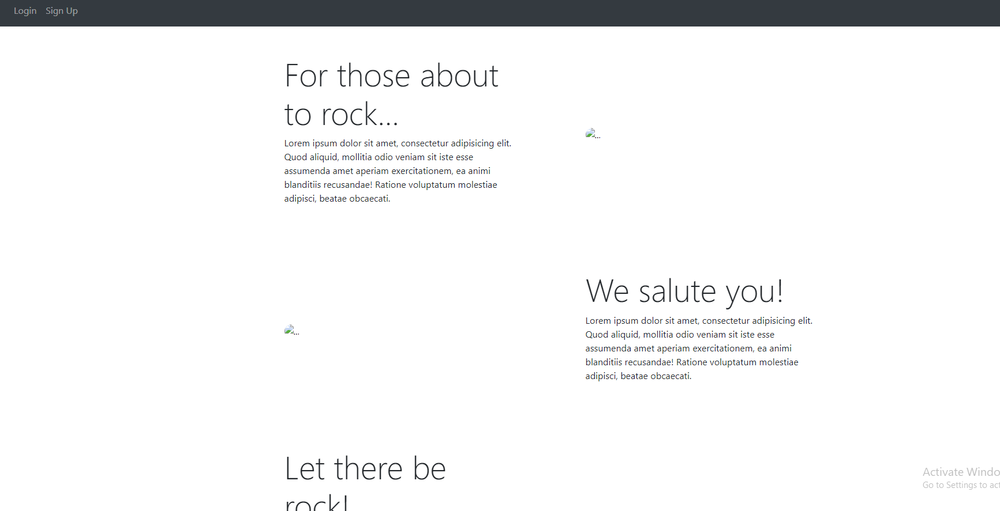 Login Sign Up
For those about
to rock...
Lorem ipsum dolor sit amet, consectetur adipisicing elit.
Quod aliquid, mollitia odio veniam sit iste esse
assumenda amet aperiam exercitationem, ea animi
blanditiis recusandae! Ratione voluptatum molestiae
adipisci, beatae obcaecati.
...
We salute you!
Lorem ipsum dolor sit amet, consectetur adipisicing elit.
Quod aliquid, mollitia odio veniam sit iste esse
assumenda amet aperiam exercitationem, ea animi
blanditiis recusandae! Ratione voluptatum molestiae
adipisci, beatae obcaecati.
...
Let there be
rock!
Activate Windo
Go to Settings to act